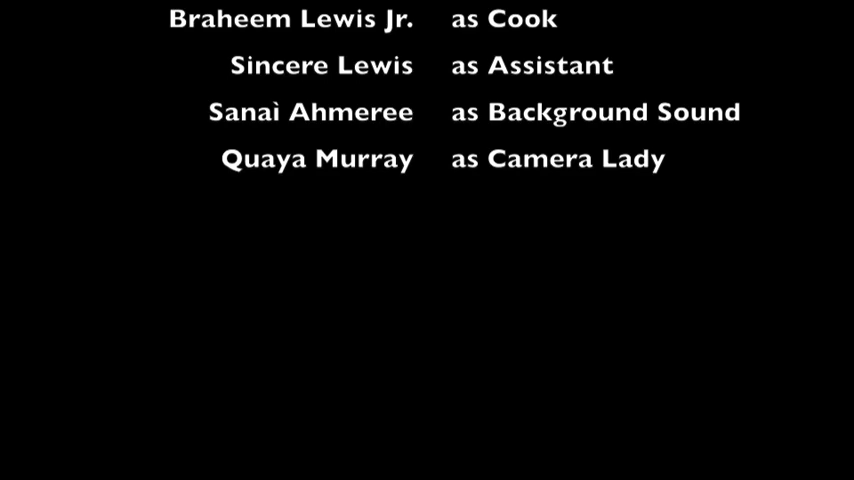 Braheem Lewis Jr. as Cook
Sincere Lewis as Assistant
Sanaì Ahmeree as Background Sound
Quaya Murray as Camera Lady